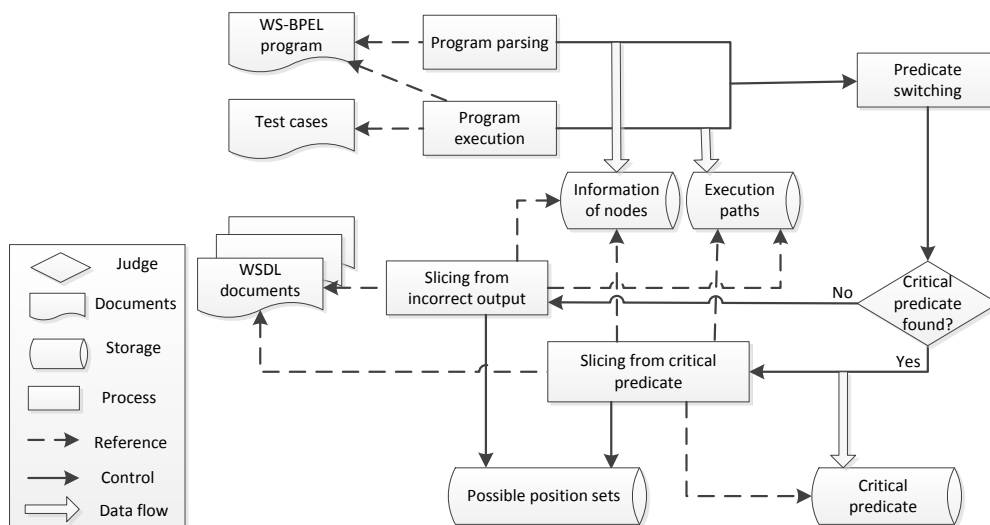 WS-BPEL
program
Program parsing
Predicate
switching
Test cases
Program
execution
Information
of nodes
Execution
paths
Judge
Documents
Storage
Process
Reference
Control
Data flow
WSDL
documents
Slicing from
incorrect output
No
Critical
predicate
found?
Yes
Slicing from critical
predicate
Possible position sets
Critical
predicate